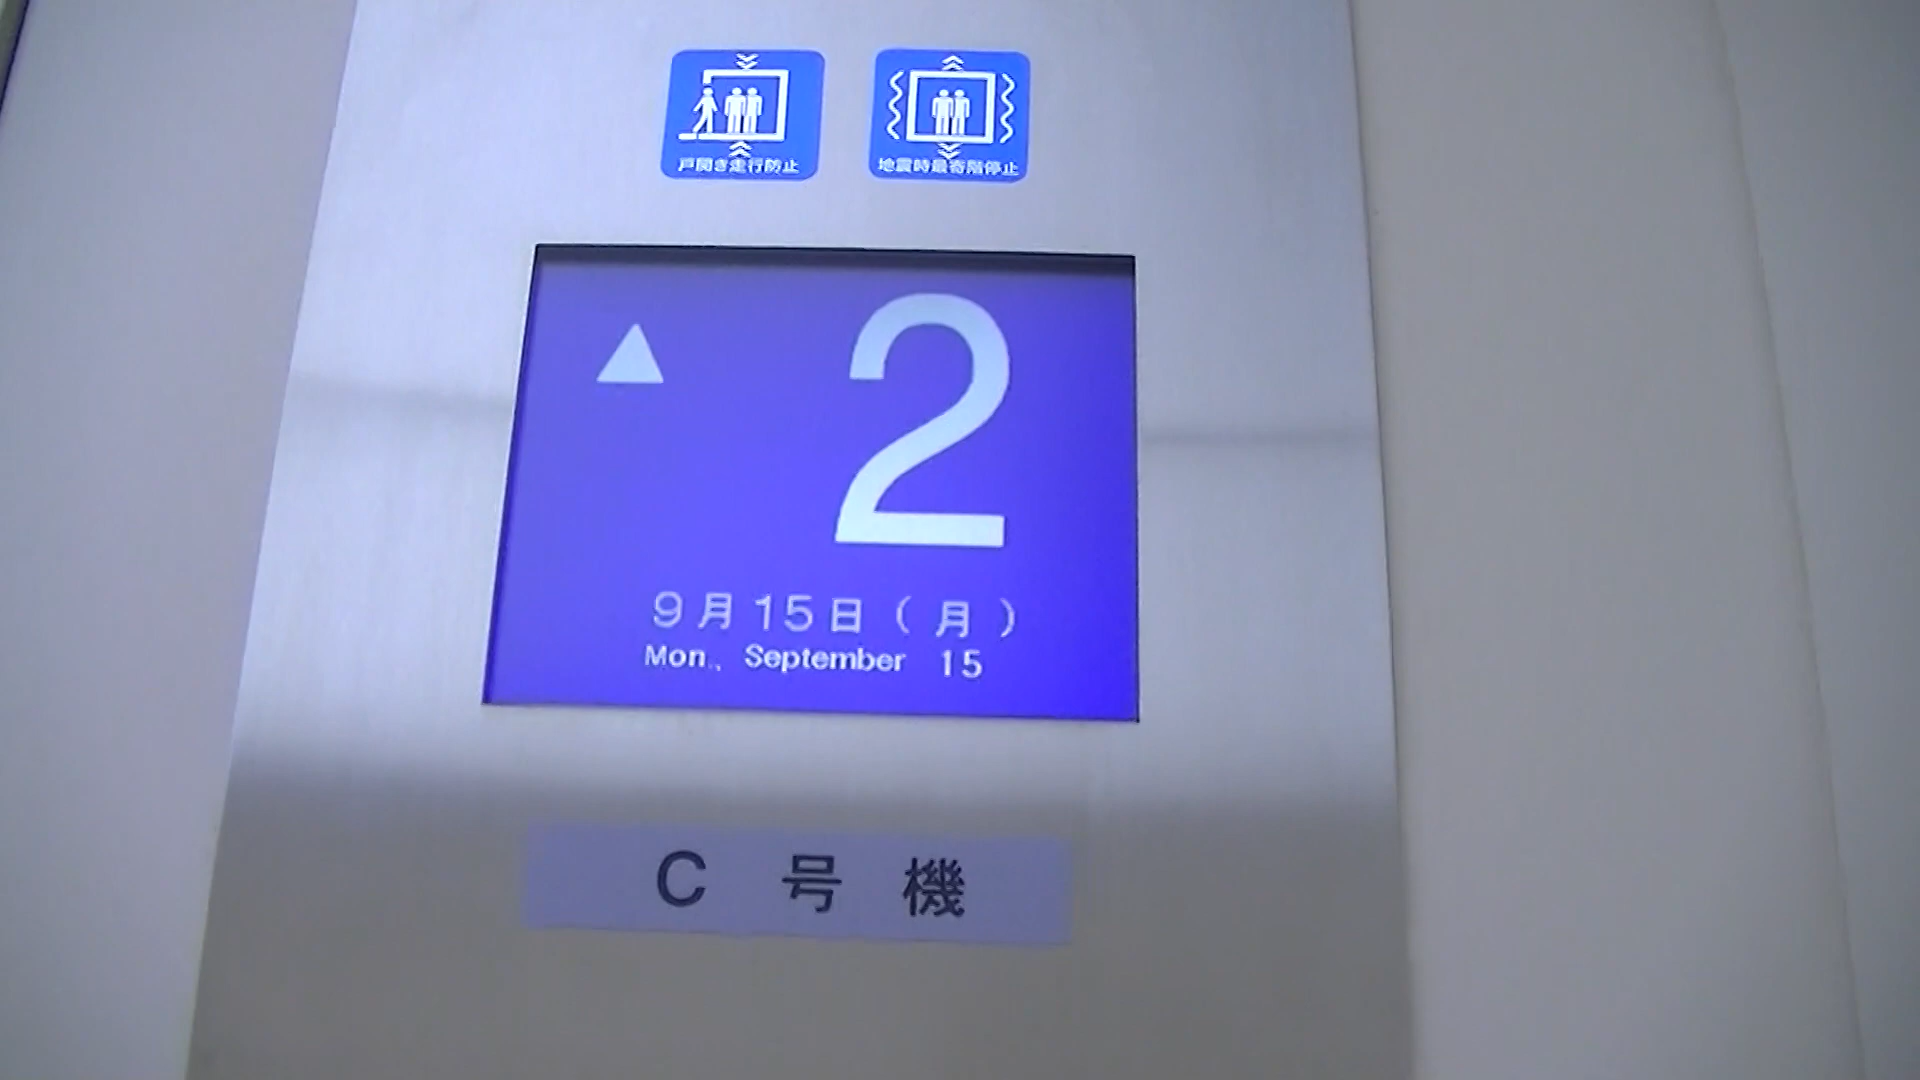 戸開き走行防止
地震時最寄階停止
▲ 2
9月15日(月)
Mon., September 15
C号機